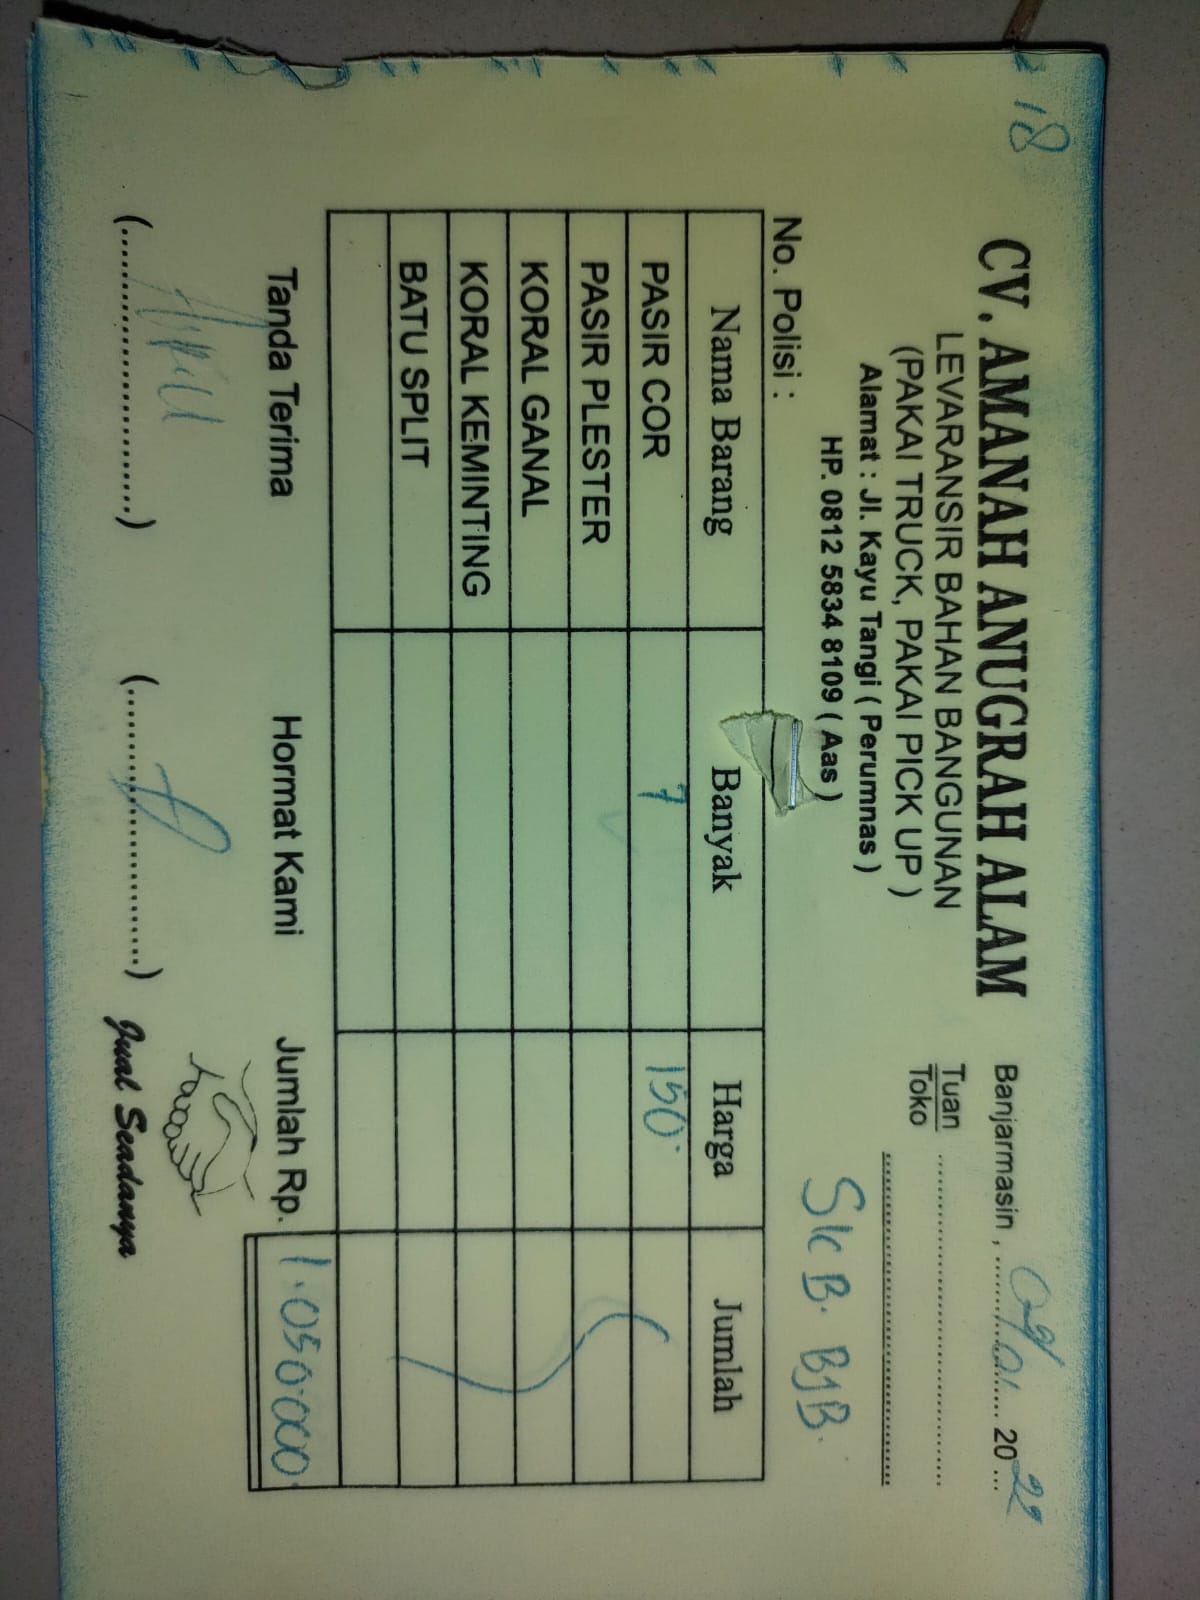 18
CV. AMANAH ANUGRAH ALAM
LEVARANSIR BAHAN BANGUNAN
(PAKAI TRUCK, PAKAI PICK UP )
Alamat : Jl. Kayu Tangi ( Perumnas )
HP. 0812 5834 8109 ( Aas )
Banjarmasin , 09/01 2022
Tuan
Toko
SKB. BJB.
No. Polisi :
Nama Barang Banyak Harga Jumlah
PASIR COR 7 150.
PASIR PLESTER
KORAL GANAL
KORAL KEMINTING
BATU SPLIT
Tanda Terima Hormat Kami Jumlah Rp. 1.050.000.
(........................) (........................) Jual Seadanya